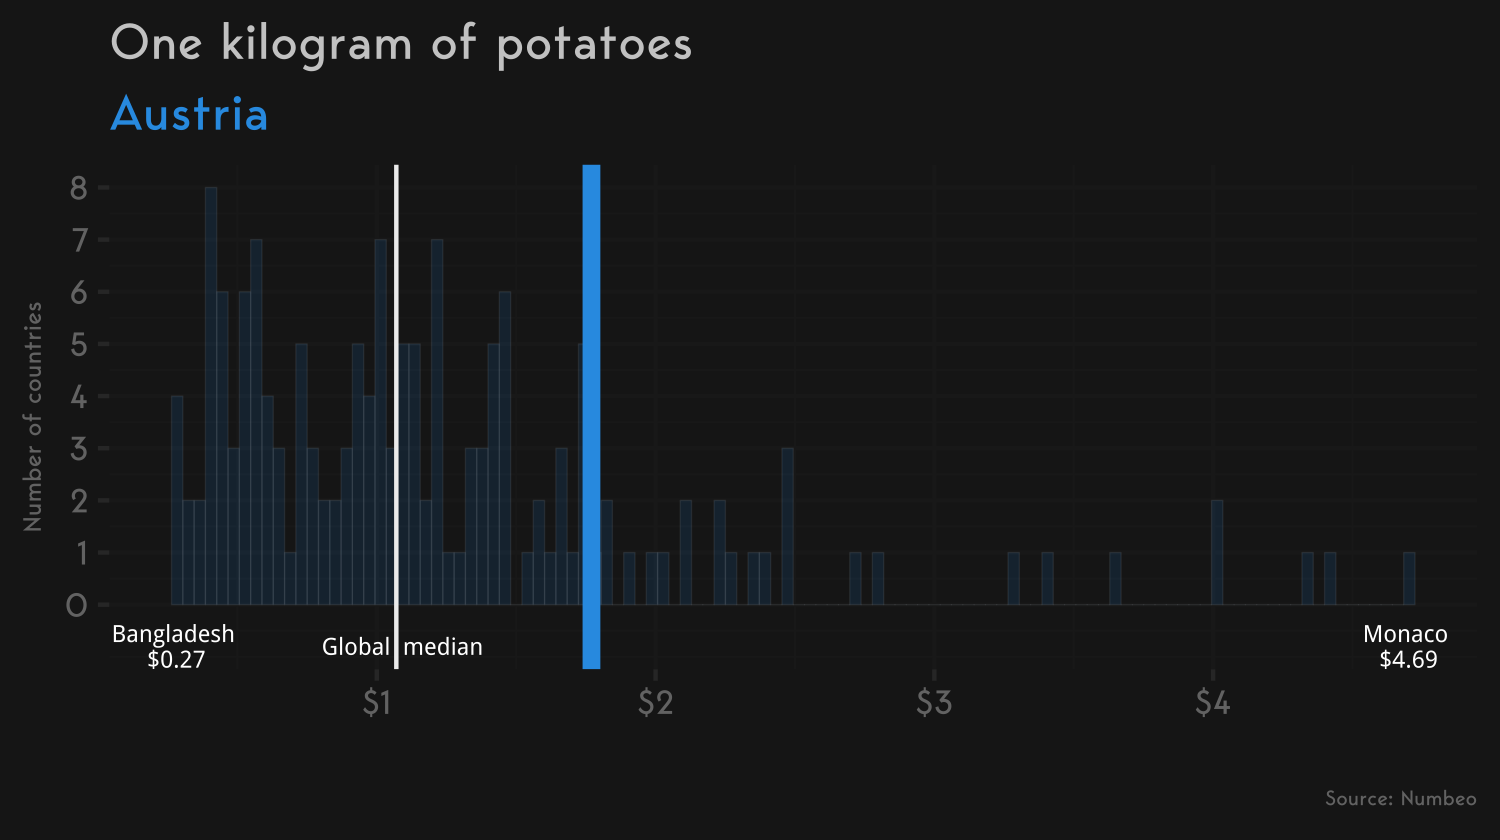 One kilogram of potatoes
Austria
Number of countries
8
7
6
5
4
3
2
1
0
Bangladesh
$0.27
Global median
Monaco
$4.69
$1 $2 $3 $4
Source: Numbeo